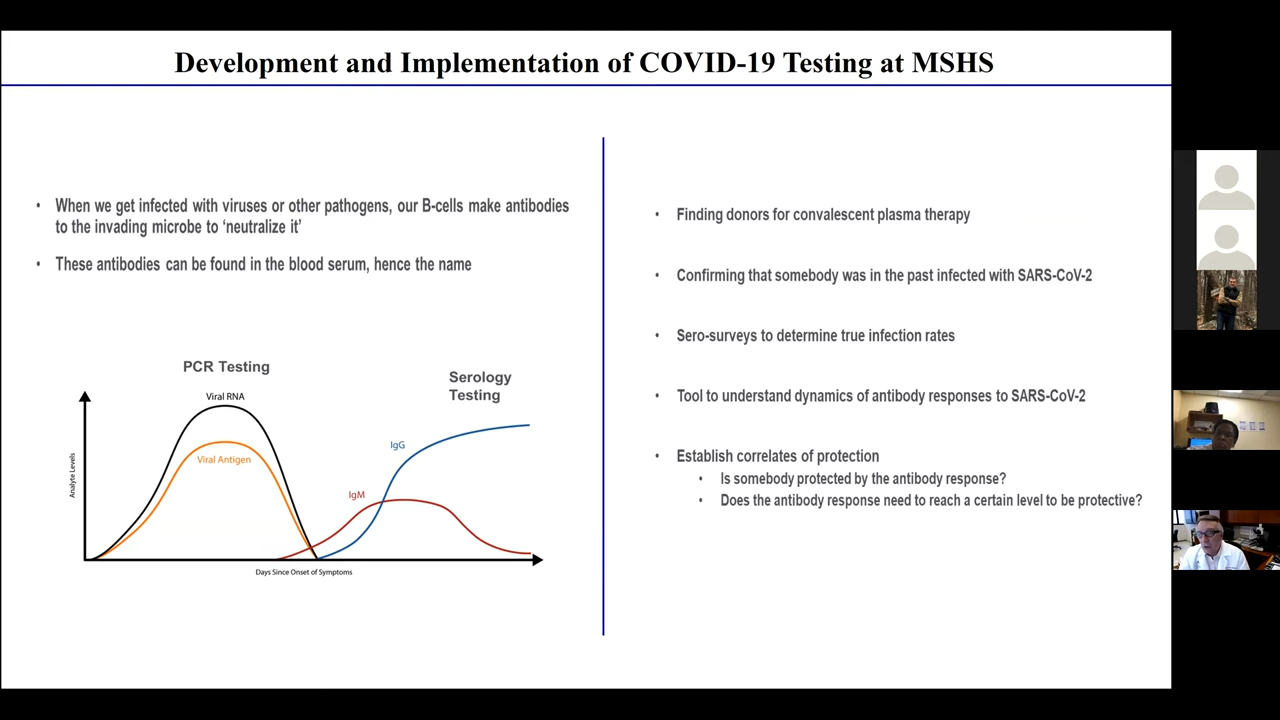 Development and Implementation of COVID-19 Testing at MSHS
• When we get infected with viruses or other pathogens, our B-cells make antibodies
to the invading microbe to ‘neutralize it’
• These antibodies can be found in the blood serum, hence the name
PCR Testing
Serology
Testing
Viral RNA
Viral Antigen
IgG
IgM
Analyte Levels
Days Since Onset of Symptoms
• Finding donors for convalescent plasma therapy
• Confirming that somebody was in the past infected with SARS-CoV-2
• Sero-surveys to determine true infection rates
• Tool to understand dynamics of antibody responses to SARS-CoV-2
• Establish correlates of protection
• Is somebody protected by the antibody response?
• Does the antibody response need to reach a certain level to be protective?